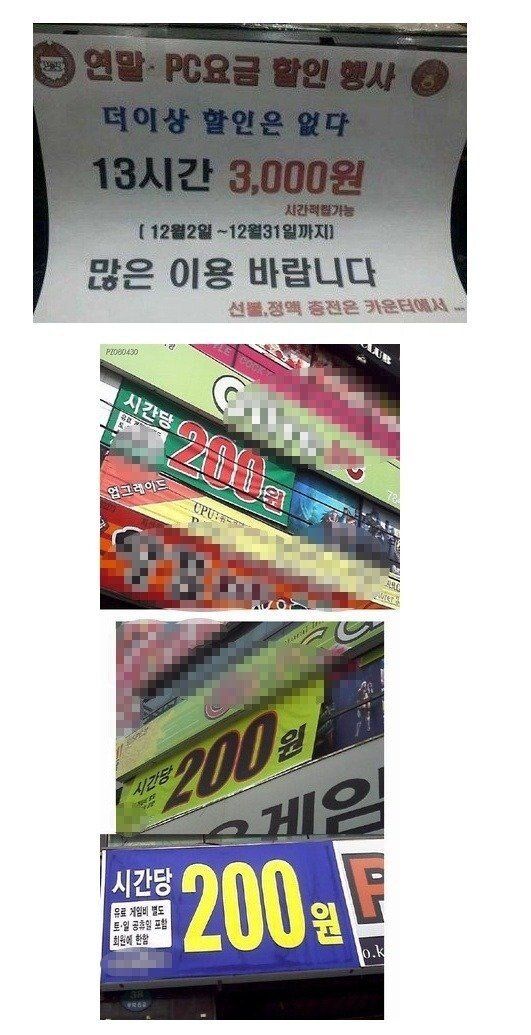 연말· PC요금 할인 행사
더이상 할인은 없다
13시간 3,000원
시간적립가능
( 12월2일 ~12월31일까지)
많은 이용 바랍니다
선불,정액 충전은 카운터에서 ...
시간당
200원
업그레이드
CPU:
시간당 200원
게임
시간당
200원
유료 게임비 별도
토·일 공휴일 포함
회원에 한함
P
o.k